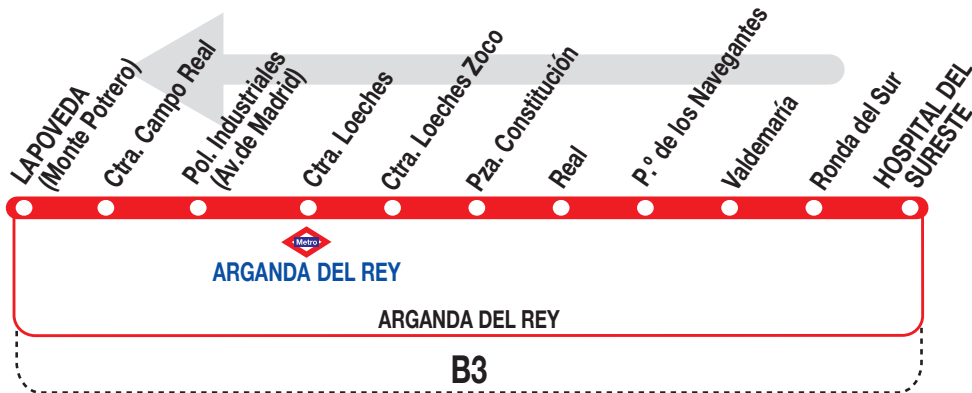 LAPOVEDA
(Monte Potrero)
Ctra. Campo Real
Pol. Industriales
(Av.de Madrid)
Ctra. Loeches
Ctra. Loeches Zoco
Pza. Constitución
Real
P.º de los Navegantes
Valdemaría
Ronda del Sur
HOSPITAL DEL
SURESTE
Metro
ARGANDA DEL REY
ARGANDA DEL REY
B3